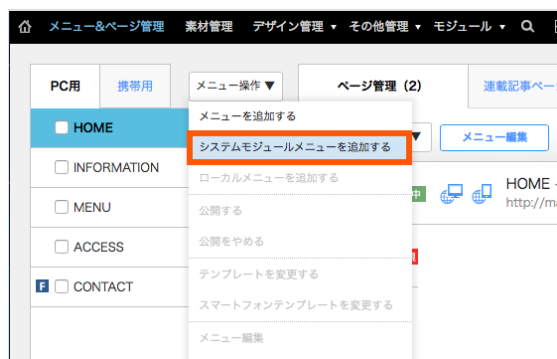 メニュー&ページ管理 素材管理 デザイン管理 ▼ その他管理 ▼ モジュール ▼
PC用 携帯用 メニュー操作 ▼ ページ管理（2） 連載記事ペー
HOME
INFORMATION
MENU
ACCESS
F CONTACT
メニューを追加する
システムモジュールメニューを追加する
ローカルメニューを追加する
公開する
公開をやめる
テンプレートを変更する
スマートフォンテンプレートを変更する
メニュー編集
▼ メニュー編集
中 HOME -
http://m